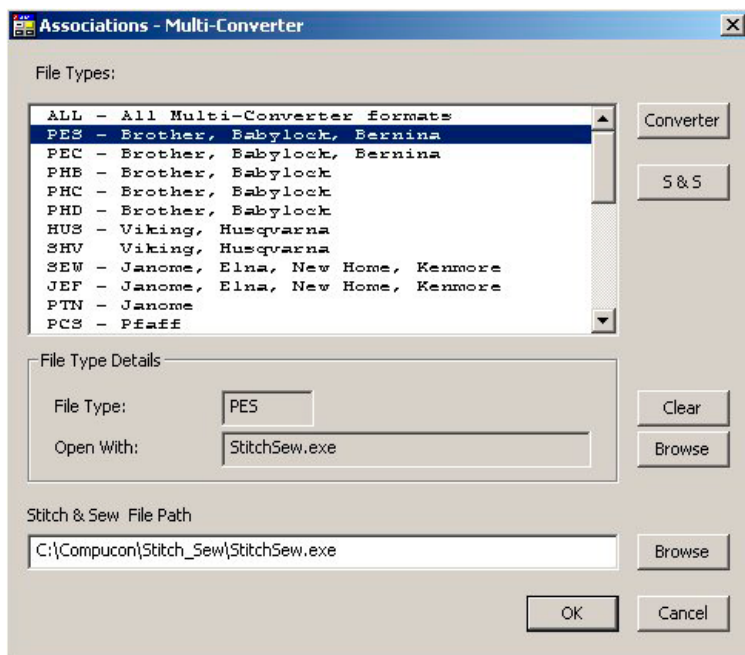 Associations - Multi-Converter
File Types:
ALL - All Multi-Converter formats
PES - Brother, Babylock, Bernina
PEC - Brother, Babylock, Bernina
PHB - Brother, Babylock
PHC - Brother, Babylock
PHD - Brother, Babylock
HUS - Viking, Husqvarna
SHV   Viking, Husqvarna
SEW - Janome, Elna, New Home, Kenmore
JEF - Janome, Elna, New Home, Kenmore
PTN - Janome
PCS - Pfaff
Converter
S & S
File Type Details
File Type: PES
Open With: StitchSew.exe
Clear
Browse
Stitch & Sew File Path
C:\Compucon\Stitch_Sew\StitchSew.exe
Browse
OK
Cancel